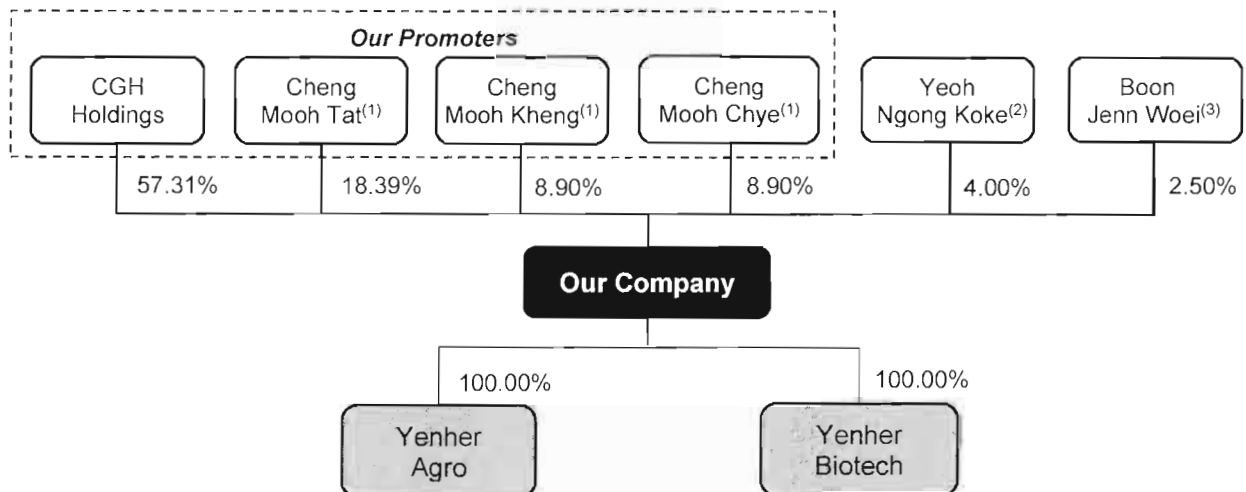 Our Promoters
CGH
Holdings
Cheng
Mooh Tat(1)
Cheng
Mooh Kheng(1)
Cheng
Mooh Chye(1)
Yeoh
Ngong Koke(2)
Boon
Jenn Woei(3)
57.31%
18.39%
8.90%
8.90%
4.00%
2.50%
Our Company
100.00%
100.00%
Yenher
Agro
Yenher
Biotech